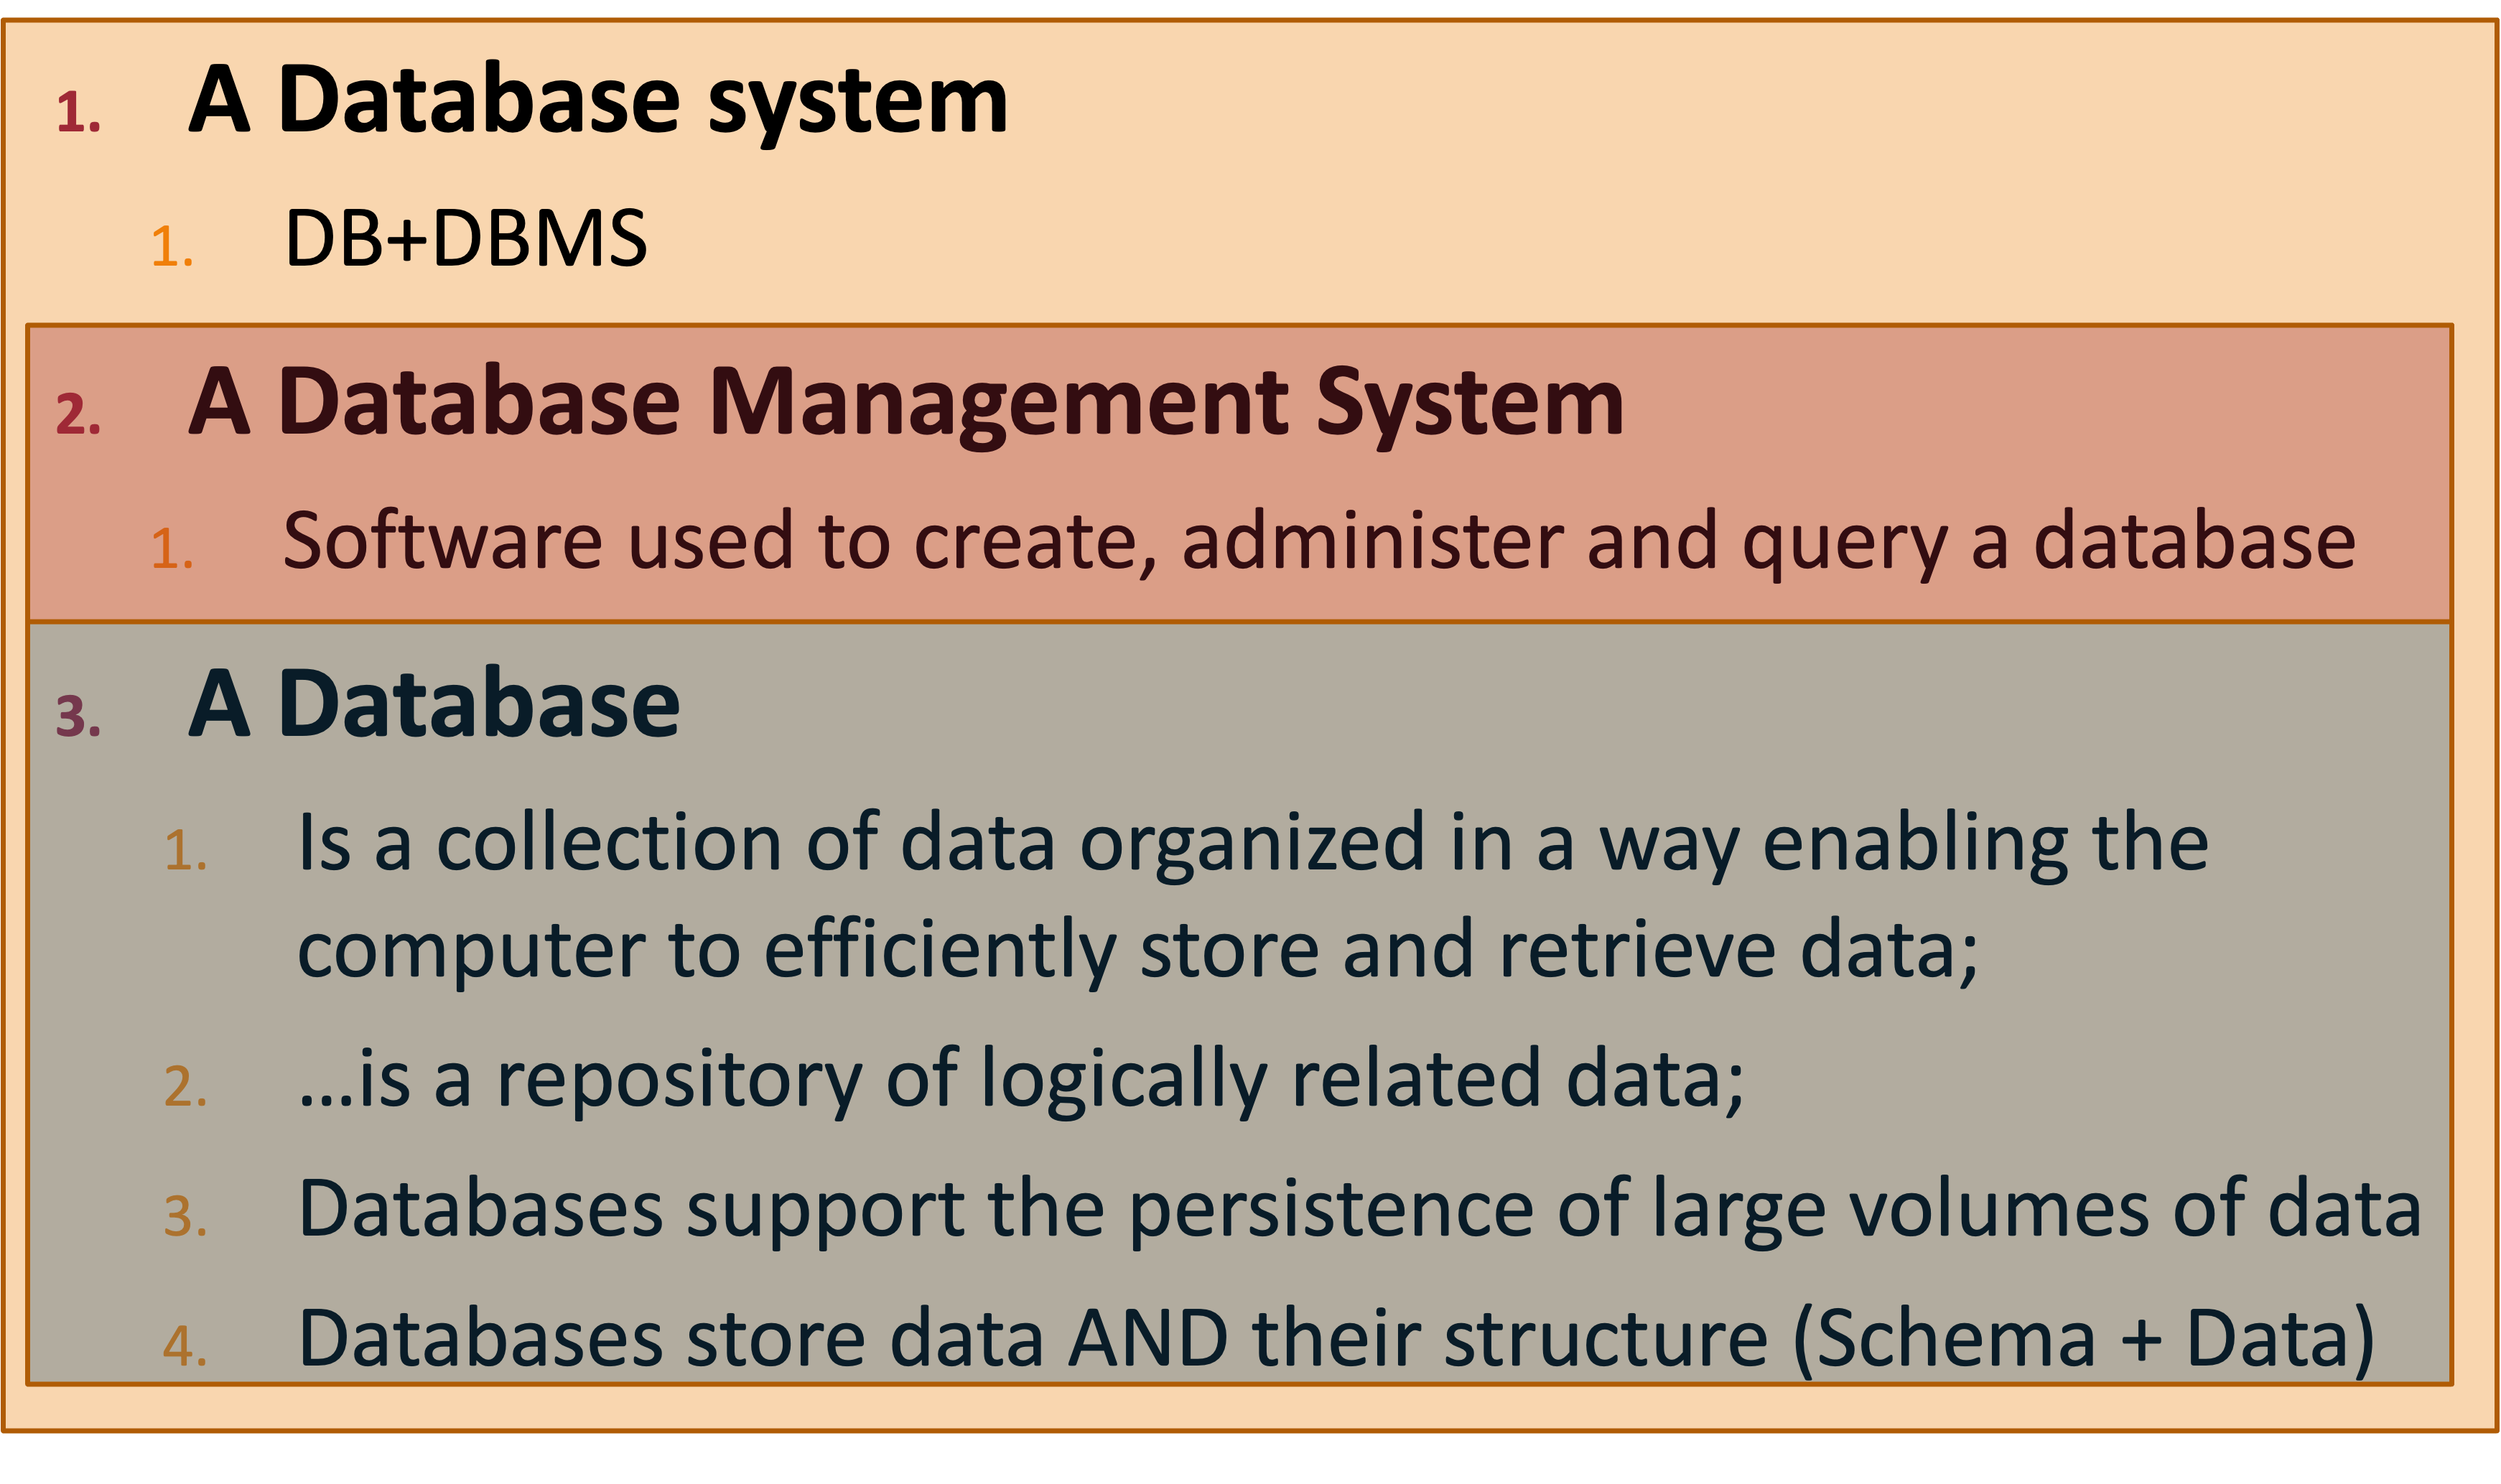 1. A Database system
1. DB+DBMS
2. A Database Management System
1. Software used to create, administer and query a database
3. A Database
1. Is a collection of data organized in a way enabling the
computer to efficiently store and retrieve data;
2. ...is a repository of logically related data;
3. Databases support the persistence of large volumes of data
4. Databases store data AND their structure (Schema + Data)